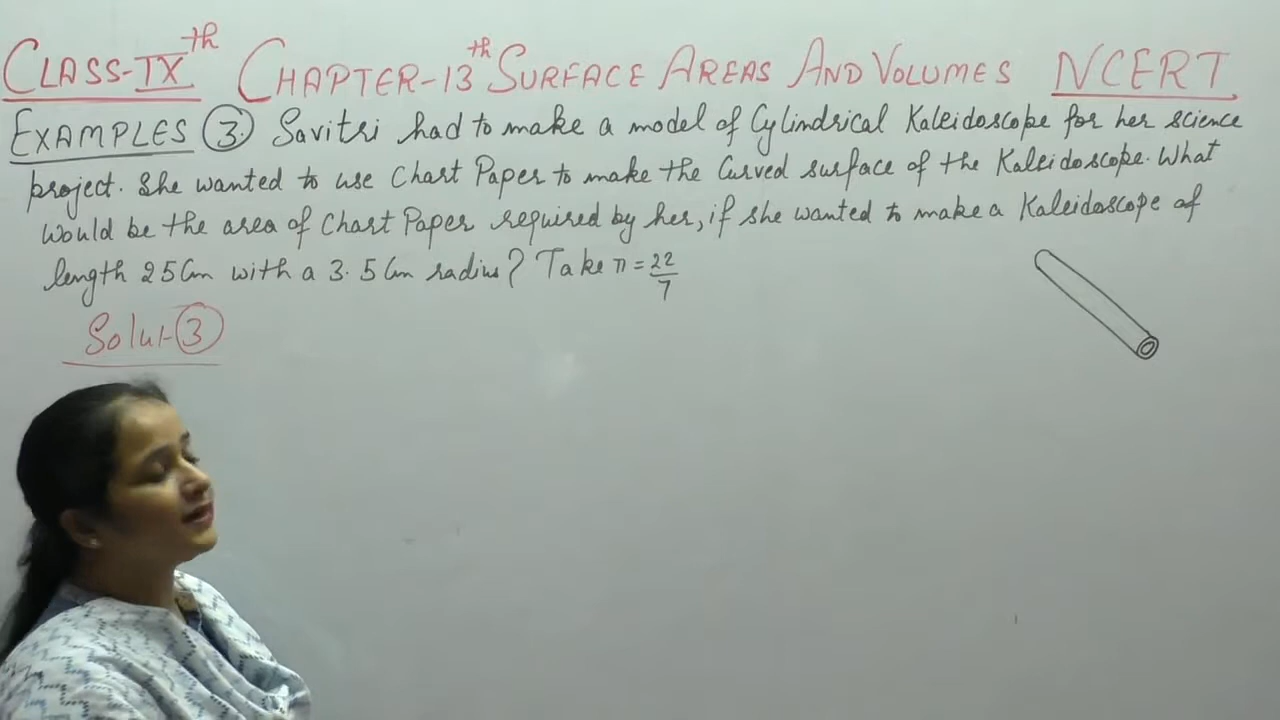 CLASS-IXth CHAPTER-13th SURFACE AREAS AND VOLUMES NCERT
EXAMPLES 3. Savitri had to make a model of Cylindrical Kaleidoscope for her science
project. She wanted to use Chart Paper to make the Curved surface of the Kaleidoscope. What
would be the area of Chart Paper required by her, if she wanted to make a Kaleidoscope of
length 25Cm with a 3.5Cm radius? Take π = 22/7
Solut-3